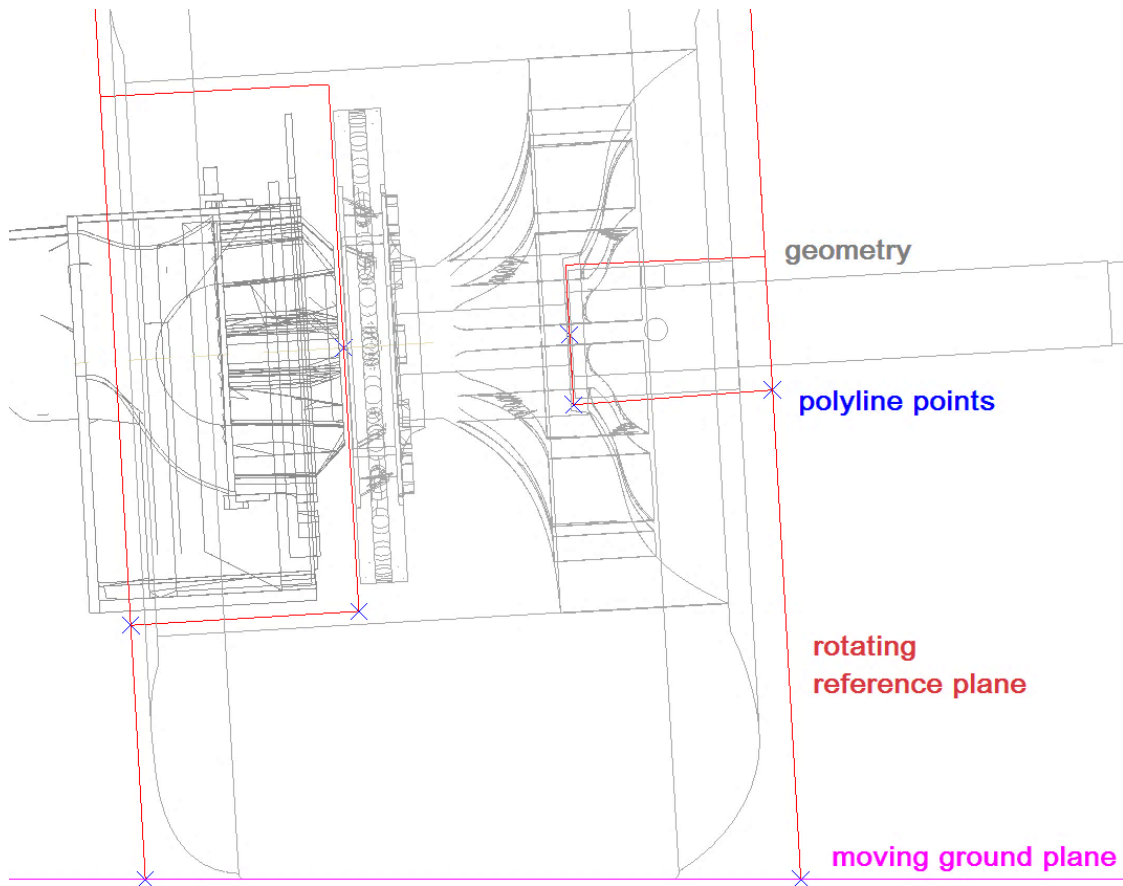 geometry
polyline points
rotating
reference plane
moving ground plane